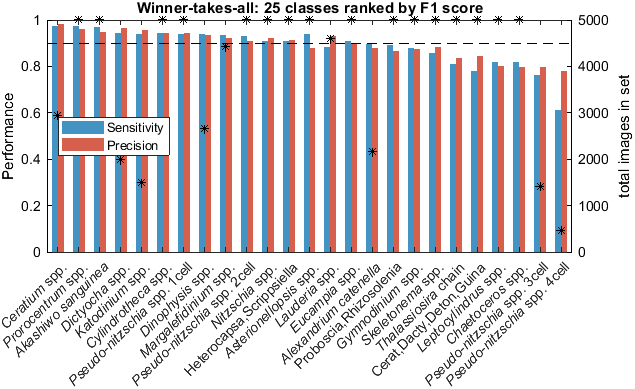 Winner-takes-all: 25 classes ranked by F1 score
Performance
1
0.8
0.6
0.4
0.2
0
Sensitivity
Precision
5000
4000
3000
2000
1000
0
total images in set
Ceratium spp.
Prorocentrum spp.
Akashiwo sanguinea
Dictyocha spp.
Katodinium spp.
Cylindrotheca spp.
Pseudo-nitzschia spp. 1cell
Dinophysis spp.
Margalefidinium spp.
Pseudo-nitzschia spp. 2cell
Nitzschia spp.
Heterocapsa,Scrippsiella
Asterionellopsis spp.
Lauderia spp.
Eucampia spp.
Alexandrium catenella
Proboscia,Rhizosolenia
Gymnodinium spp.
Skeletonema spp.
Thalassiosira chain
Cerat,Dacty,Deton,Guina
Leptocylindrus spp.
Chaetoceros spp.
Pseudo-nitzschia spp. 3cell
Pseudo-nitzschia spp. 4cell